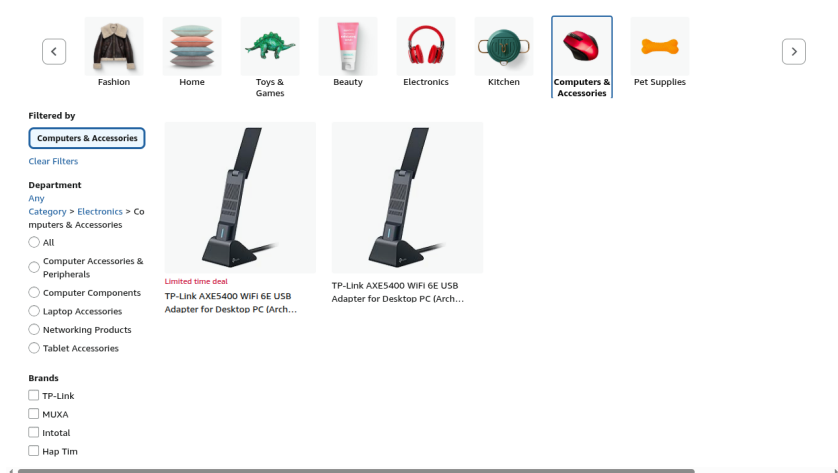 Fashion
Home
Toys &
Games
Beauty
Electronics
Kitchen
Computers &
Accessories
Pet Supplies
Filtered by
Computers & Accessories
Clear Filters
Department
Any
Category > Electronics > Co
mputers & Accessories
All
Computer Accessories &
Peripherals
Computer Components
Laptop Accessories
Networking Products
Tablet Accessories
Brands
TP-Link
MUXA
Intotal
Hap Tim
Limited time deal
TP-Link AXE5400 WiFi 6E USB
Adapter for Desktop PC (Arch...
TP-Link AXE5400 WiFi 6E USB
Adapter for Desktop PC (Arch...